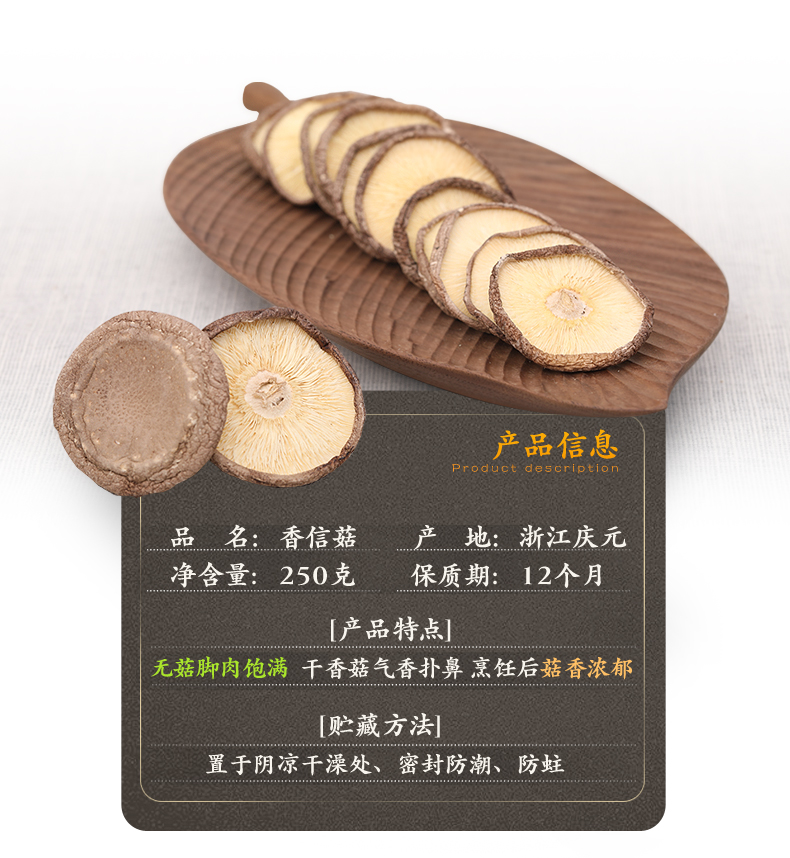 产品信息
Product description
品 名: 香信菇 产 地: 浙江庆元
净含量: 250克 保质期: 12个月
[产品特点]
无菇脚肉饱满 干香菇气香扑鼻 烹饪后菇香浓郁
[贮藏方法]
置于阴凉干澡处、密封防潮、防蛀